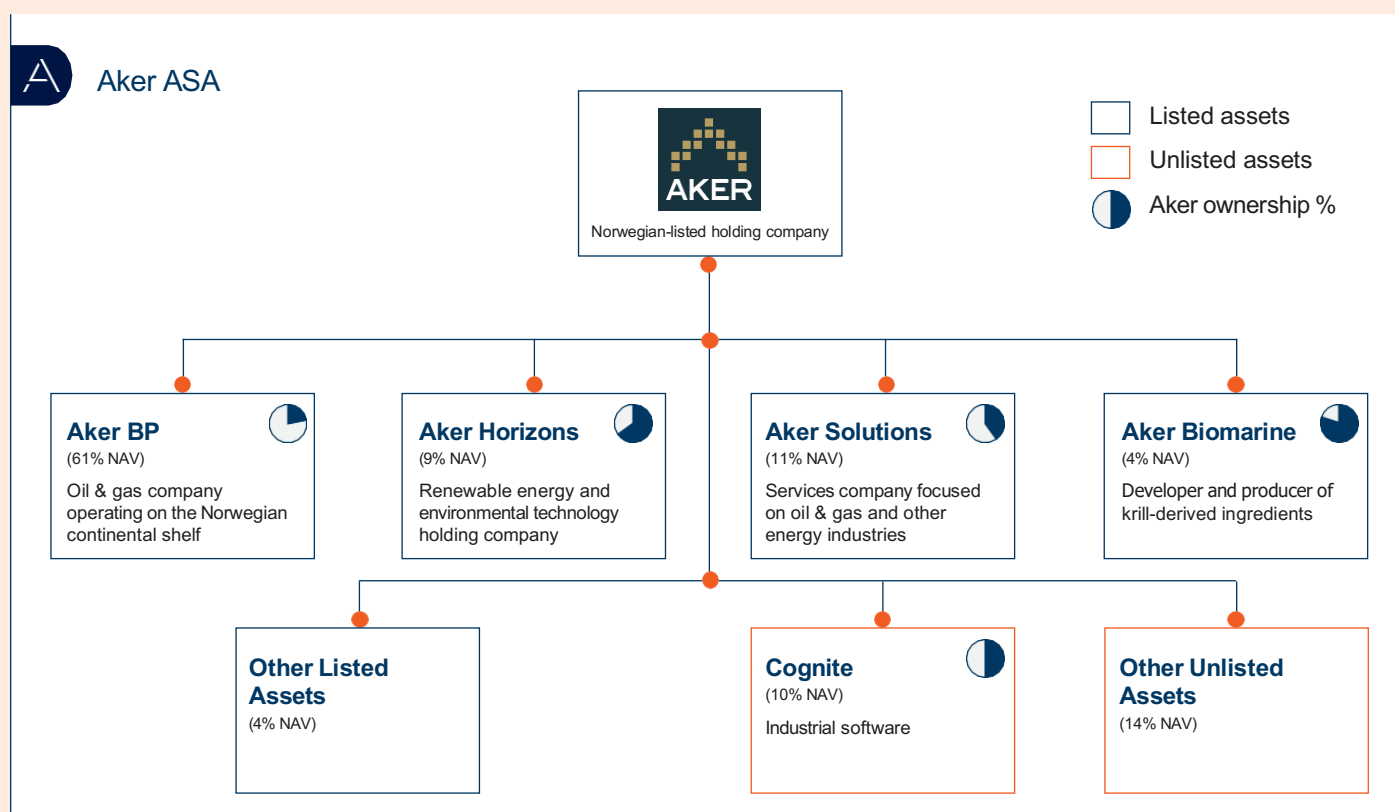 Aker ASA
AKER
Norwegian-listed holding company
Listed assets
Unlisted assets
Aker ownership %
Aker BP
(61% NAV)
Oil & gas company
operating on the Norwegian
continental shelf
Aker Horizons
(9% NAV)
Renewable energy and
environmental technology
holding company
Aker Solutions
(11% NAV)
Services company focused
on oil & gas and other
energy industries
Aker Biomarine
(4% NAV)
Developer and producer of
krill-derived ingredients
Other Listed
Assets
(4% NAV)
Cognite
(10% NAV)
Industrial software
Other Unlisted
Assets
(14% NAV)